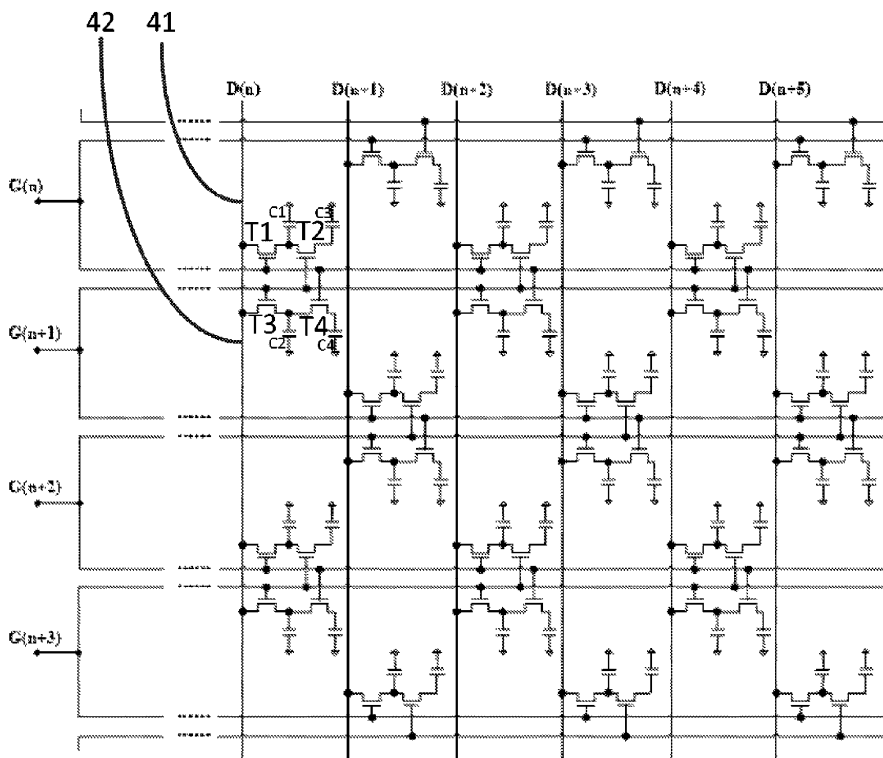 42 41
D(n) D(n+1) D(n+2) D(n+3) D(n+4) D(n+5)
G(n)
C1 C3
T1 T2
T3 T4
G(n+1)
C2 C4
G(n+2)
G(n+3)